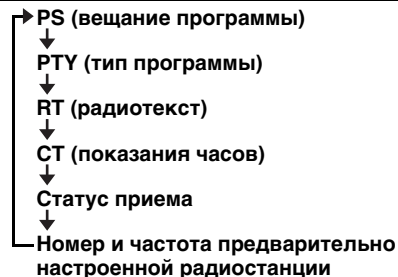 PS (вещание программы)
PTY (тип программы)
RT (радиотекст)
CT (показания часов)
Статус приема
Номер и частота предварительно
настроенной радиостанции